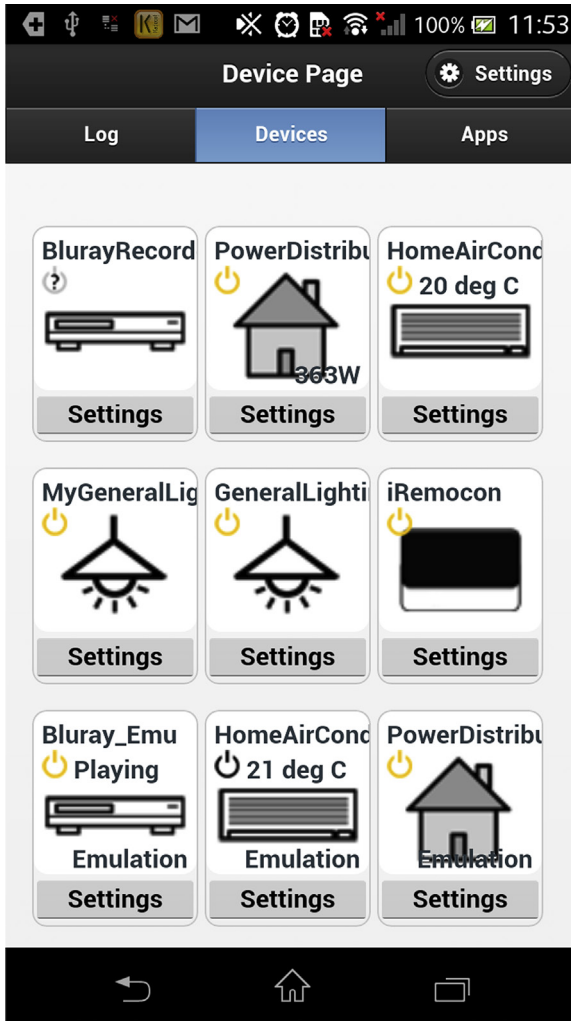 100% 11:53
Device Page
Settings
Log Devices Apps
BlurayRecord PowerDistribu HomeAirCond
20 deg C
363W
Settings Settings Settings
MyGeneralLig GeneralLighti iRemocon
Settings Settings Settings
Bluray_Emu HomeAirCond PowerDistribu
Playing 21 deg C
Emulation Emulation Emulation
Settings Settings Settings